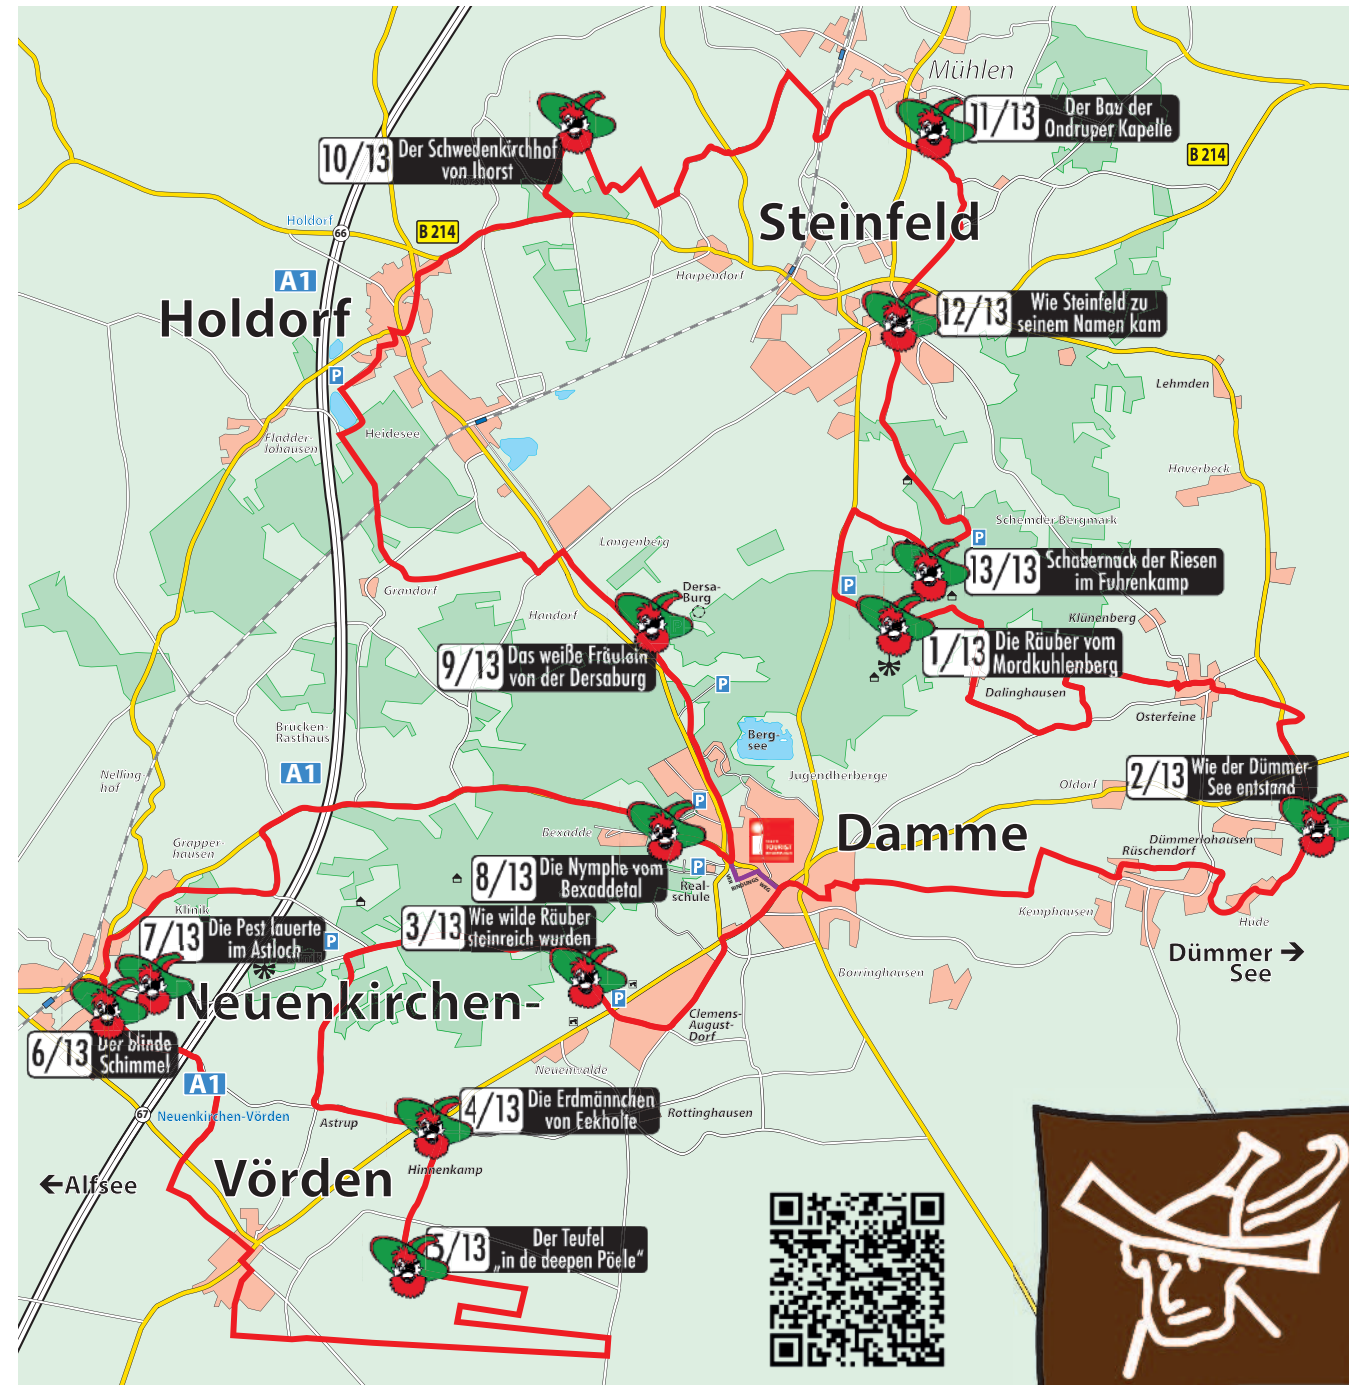 Mühlen
11/13
Der Bau der
Ondruper Kapelle
10/13
Der Schwedenkirchhof
von Ihorst
B 214
Holdorf
66
B 214
Steinfeld
A1
Harpendorf
Holdorf
12/13
Wie Steinfeld zu
seinem Namen kam
P
Lehmden
Fladder-
lohausen
Heidesee
Haverbeck
Schemder Bergmark
P
Langenberg
13/13
Schabernack der Riesen
im Fuhrenkamp
P
Grandorf
Dersa-
Burg
Handorf
Klünenberg
9/13
Das weiße Fräulein
von der Dersaburg
1/13
Die Räuber vom
Mordkuhlenberg
P
Dalinghausen
Osterfeine
Brucken-
Rasthaus
Berg-
see
A1
Nelling-
hof
Jugendherberge
Oldorf
2/13
Wie der Dümmer-
See entstand
P
Bexadde
Damme
Grapper-
hausen
TOURIST
Dümmerlohausen
Rüschendorf
8/13
Die Nymphe vom
Bexaddetal
P
Real-
schule
VER
BINDUNGS WEG
Klinik
7/13
Die Pest lauerte
im Astloch
P
3/13
Wie wilde Räuber
steinreich wurden
Kemphausen
Hude
Dümmer →
See
Borringhausen
Neuenkirchen-
P
Clemens-
August-
Dorf
6/13
Der blinde
Schimmel
A1
Neuenwalde
67
Neuenkirchen-Vörden
Astrup
4/13
Die Erdmännchen
von Eekholte
Rottinghausen
←Alfsee
Vörden
Hinnenkamp
5/13
Der Teufel
„in de deepen Pöele“